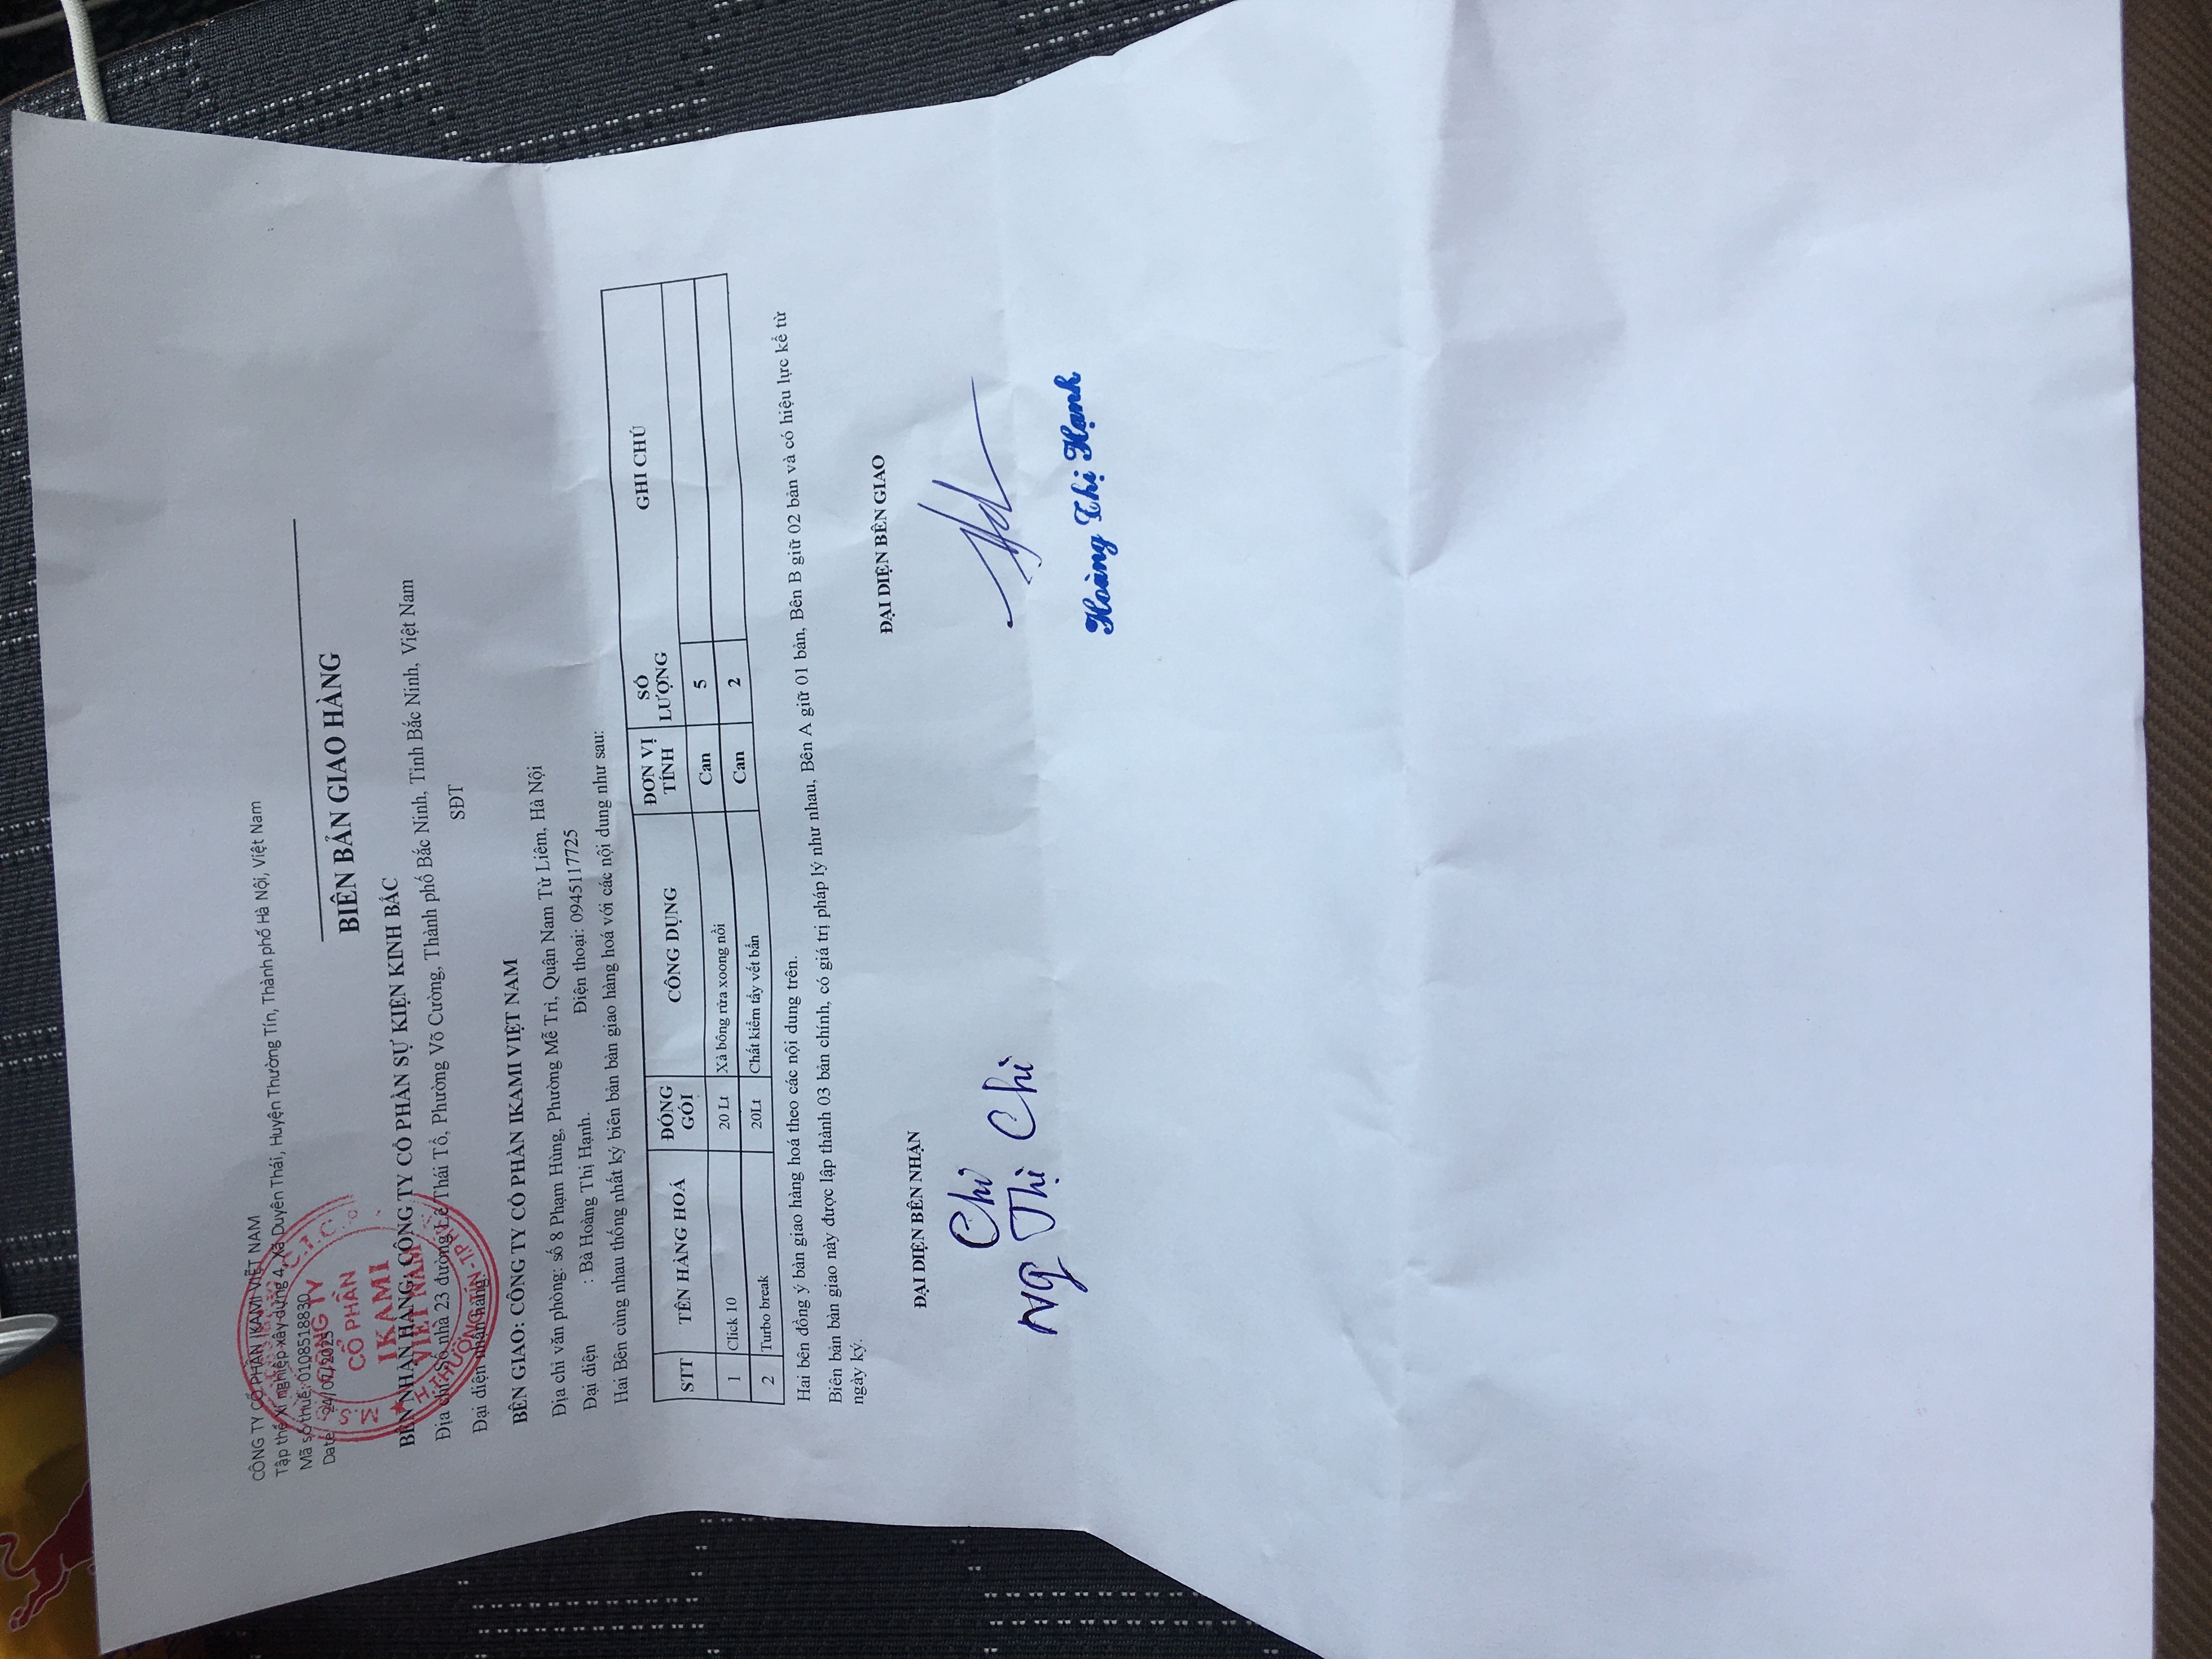 CÔNG TY CỔ PHẦN IKAMI VIỆT NAM
Tập thể Xí nghiệp xây dựng 4, Xã Duyên Thái, Huyện Thường Tín, Thành phố Hà Nội, Việt Nam
Mã số thuế: 0108518830
Date: 24/02/2025
CÔNG TY
CỔ PHẦN
IKAMI
VIỆT NAM
BIÊN BẢN GIAO HÀNG
BÊN NHẬN HÀNG: CÔNG TY CỔ PHẦN SỰ KIỆN KINH BẮC
Địa chỉ: Số nhà 23 đường Lê Thái Tổ, Phường Võ Cường, Thành phố Bắc Ninh, Tỉnh Bắc Ninh, Việt Nam
Đại diện nhận hàng: SĐT
BÊN GIAO: CÔNG TY CỔ PHẦN IKAMI VIỆT NAM
Địa chỉ văn phòng: số 8 Phạm Hùng, Phường Mễ Trì, Quận Nam Từ Liêm, Hà Nội
Đại diện : Bà Hoàng Thị Hạnh. Điện thoại: 0945117725
Hai Bên cùng nhau thống nhất ký biên bản bàn giao hàng hoá với các nội dung như sau:
STT TÊN HÀNG HOÁ ĐÓNG GÓI CÔNG DỤNG ĐƠN VỊ TÍNH SỐ LƯỢNG GHI CHÚ
1 Click 10 20 Lt Xà bông rửa xoong nồi Can 5
2 Turbo break 20Lt Chất kiềm tẩy vết bẩn Can 2
Hai bên đồng ý bàn giao hàng hoá theo các nội dung trên.
Biên bản bàn giao này được lập thành 03 bản chính, có giá trị pháp lý như nhau, Bên A giữ 01 bản, Bên B giữ 02 bản và có hiệu lực kể từ
ngày ký.
ĐẠI DIỆN BÊN NHẬN ĐẠI DIỆN BÊN GIAO
Chi
Ng Thị Chi
Hoàng Thị Hạnh